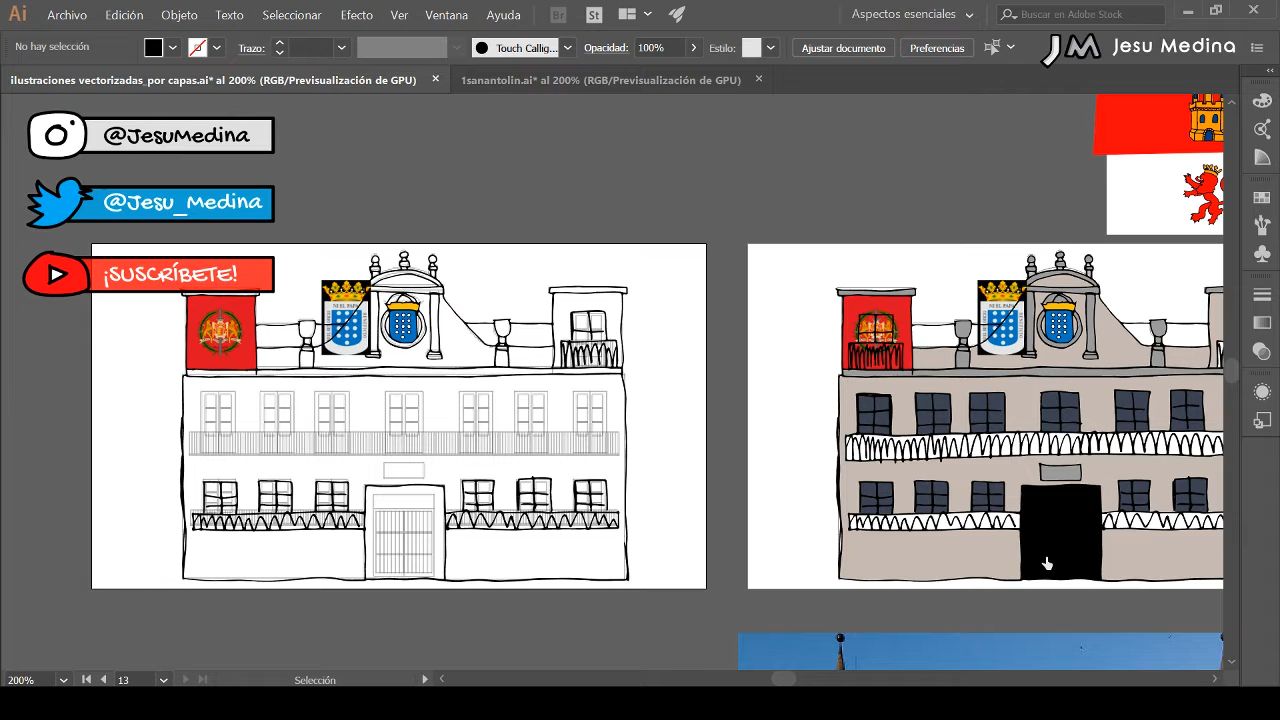 Ai Archivo Edición Objeto Texto Seleccionar Efecto Ver Ventana Ayuda Br St Aspectos esenciales Buscar en Adobe Stock
No hay selección Trazo: Touch Callig... Opacidad: 100% Estilo: Ajustar documento Preferencias
JM Jesu Medina
ilustraciones vectorizadas_por capas.ai* al 200% (RGB/Previsualización de GPU) 1sanantolin.ai* al 200% (RGB/Previsualización de GPU)
@JesuMedina
@Jesu_Medina
¡SUSCRÍBETE!
200% 13 Selección